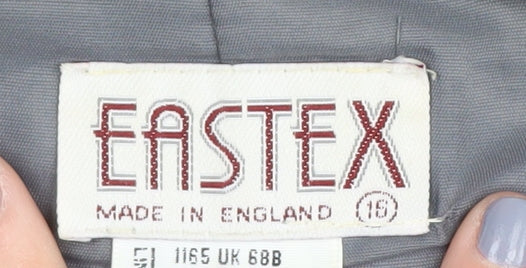 EASTEX
MADE IN ENGLAND 16
1165 UK 68B